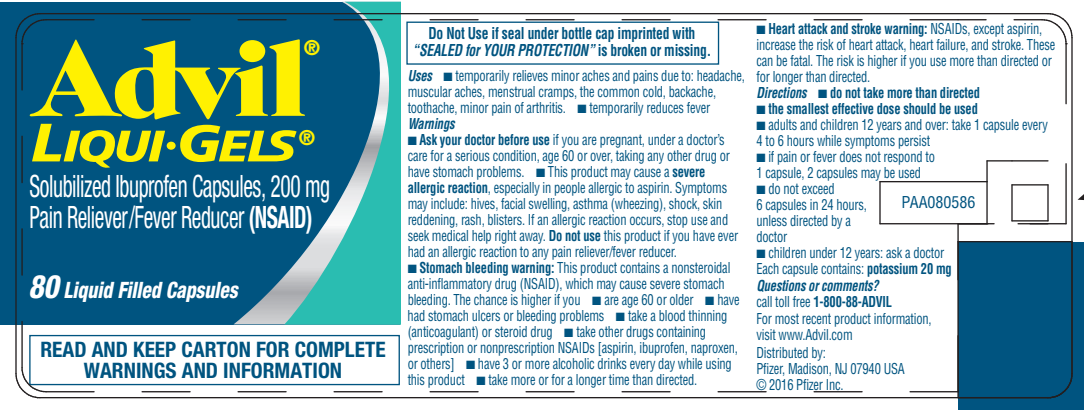 Advil®
LIQUI·GELS®
Solubilized Ibuprofen Capsules, 200 mg
Pain Reliever/Fever Reducer (NSAID)
80 Liquid Filled Capsules
READ AND KEEP CARTON FOR COMPLETE
WARNINGS AND INFORMATION
Do Not Use if seal under bottle cap imprinted with
“SEALED for YOUR PROTECTION” is broken or missing.
Uses ■ temporarily relieves minor aches and pains due to: headache,
muscular aches, menstrual cramps, the common cold, backache,
toothache, minor pain of arthritis. ■ temporarily reduces fever
Warnings
■ Ask your doctor before use if you are pregnant, under a doctor’s
care for a serious condition, age 60 or over, taking any other drug or
have stomach problems. ■ This product may cause a severe
allergic reaction, especially in people allergic to aspirin. Symptoms
may include: hives, facial swelling, asthma (wheezing), shock, skin
reddening, rash, blisters. If an allergic reaction occurs, stop use and
seek medical help right away. Do not use this product if you have ever
had an allergic reaction to any pain reliever/fever reducer.
■ Stomach bleeding warning: This product contains a nonsteroidal
anti-inflammatory drug (NSAID), which may cause severe stomach
bleeding. The chance is higher if you ■ are age 60 or older ■ have
had stomach ulcers or bleeding problems ■ take a blood thinning
(anticoagulant) or steroid drug ■ take other drugs containing
prescription or nonprescription NSAIDs [aspirin, ibuprofen, naproxen,
or others] ■ have 3 or more alcoholic drinks every day while using
this product ■ take more or for a longer time than directed.
■ Heart attack and stroke warning: NSAIDs, except aspirin,
increase the risk of heart attack, heart failure, and stroke. These
can be fatal. The risk is higher if you use more than directed or
for longer than directed.
Directions ■ do not take more than directed
■ the smallest effective dose should be used
■ adults and children 12 years and over: take 1 capsule every
4 to 6 hours while symptoms persist
■ if pain or fever does not respond to
1 capsule, 2 capsules may be used
■ do not exceed
6 capsules in 24 hours,
unless directed by a
doctor
■ children under 12 years: ask a doctor
Each capsule contains: potassium 20 mg
Questions or comments?
call toll free 1-800-88-ADVIL
For most recent product information,
visit www.Advil.com
Distributed by:
Pfizer, Madison, NJ 07940 USA
© 2016 Pfizer Inc.
PAA080586